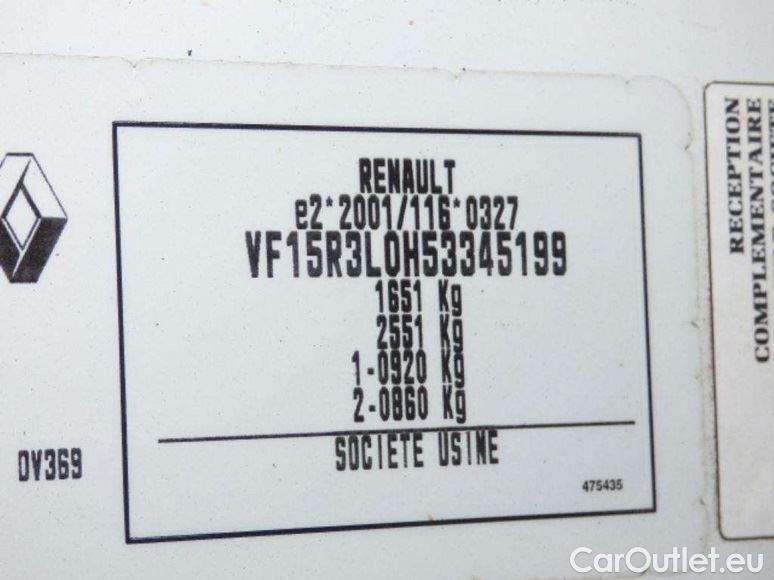 RENAULT
e2*2001/116*0327
VF15R3L0H53345199
1651 Kg
2551 Kg
1-0920 Kg
2-0860 Kg
SOCIETE USINE
475435
DV369
RECEPTION
COMPLEMENTAIRE
CarOutlet.eu